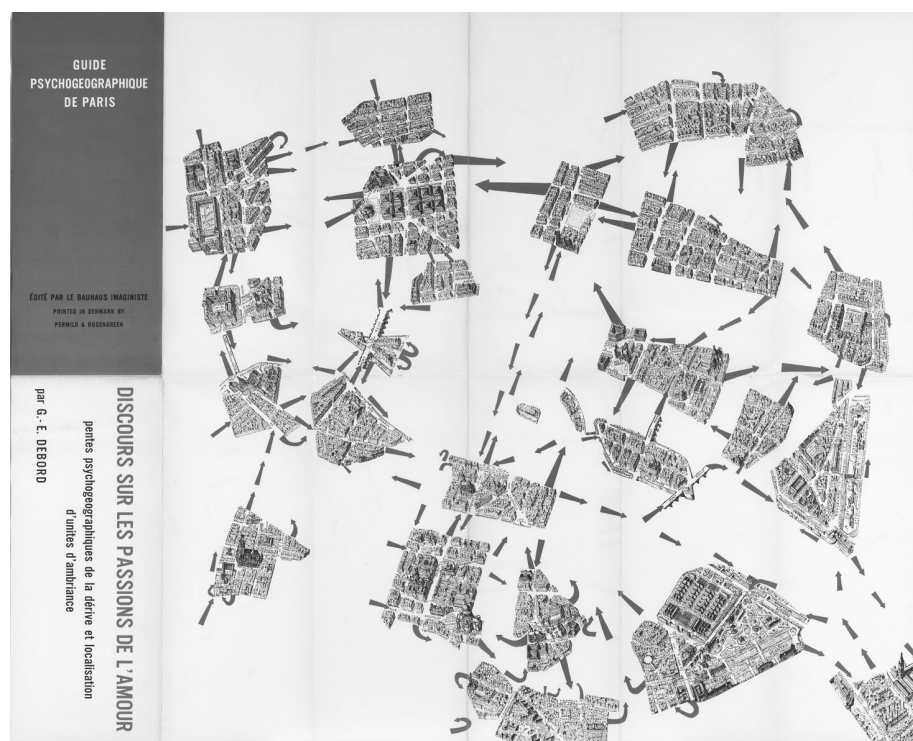 GUIDE
PSYCHOGEOGRAPHIQUE
DE PARIS
ÉDITÉ PAR LE BAUHAUS IMAGINISTE
PRINTED IN DENMARK BY
PERMILD & ROSENGREEN
DISCOURS SUR LES PASSIONS DE L'AMOUR
pentes psychogeographiques de la dérive et localisation
d'unites d'ambriance
par G.-E. DEBORD